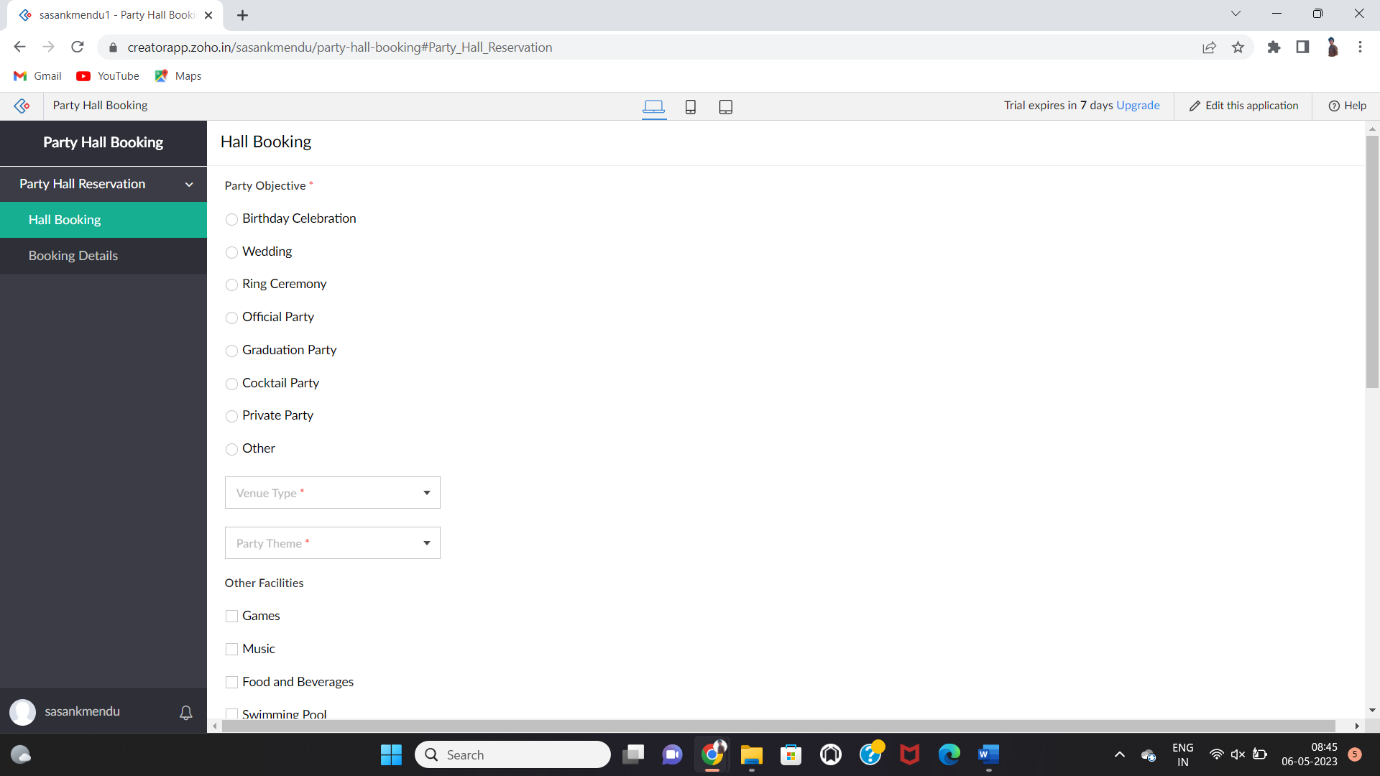 sasankmendu1 - Party Hall Booki
creatorapp.zoho.in/sasankmendu/party-hall-booking#Party_Hall_Reservation
Gmail YouTube Maps
Party Hall Booking Trial expires in 7 days Upgrade Edit this application Help
Party Hall Booking
Hall Booking
Party Hall Reservation
Party Objective *
Birthday Celebration
Hall Booking
Wedding
Booking Details
Ring Ceremony
Official Party
Graduation Party
Cocktail Party
Private Party
Other
Venue Type *
Party Theme *
Other Facilities
Games
Music
Food and Beverages
Swimming Pool
sasankmendu
Search
ENG
IN
08:45
06-05-2023
5